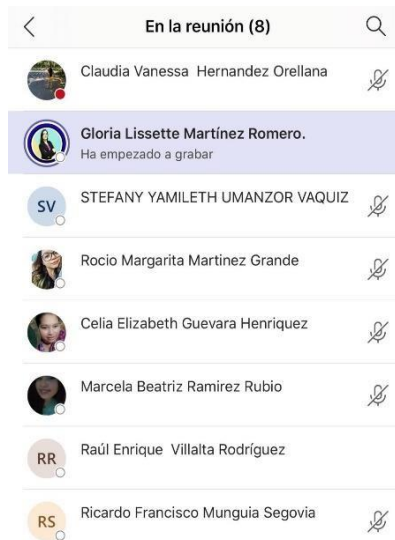 En la reunión (8)
Claudia Vanessa Hernandez Orellana
Gloria Lissette Martínez Romero.
Ha empezado a grabar
SV
STEFANY YAMILETH UMANZOR VAQUIZ
Rocio Margarita Martinez Grande
Celia Elizabeth Guevara Henriquez
Marcela Beatriz Ramirez Rubio
RR
Raúl Enrique Villalta Rodríguez
RS
Ricardo Francisco Munguia Segovia